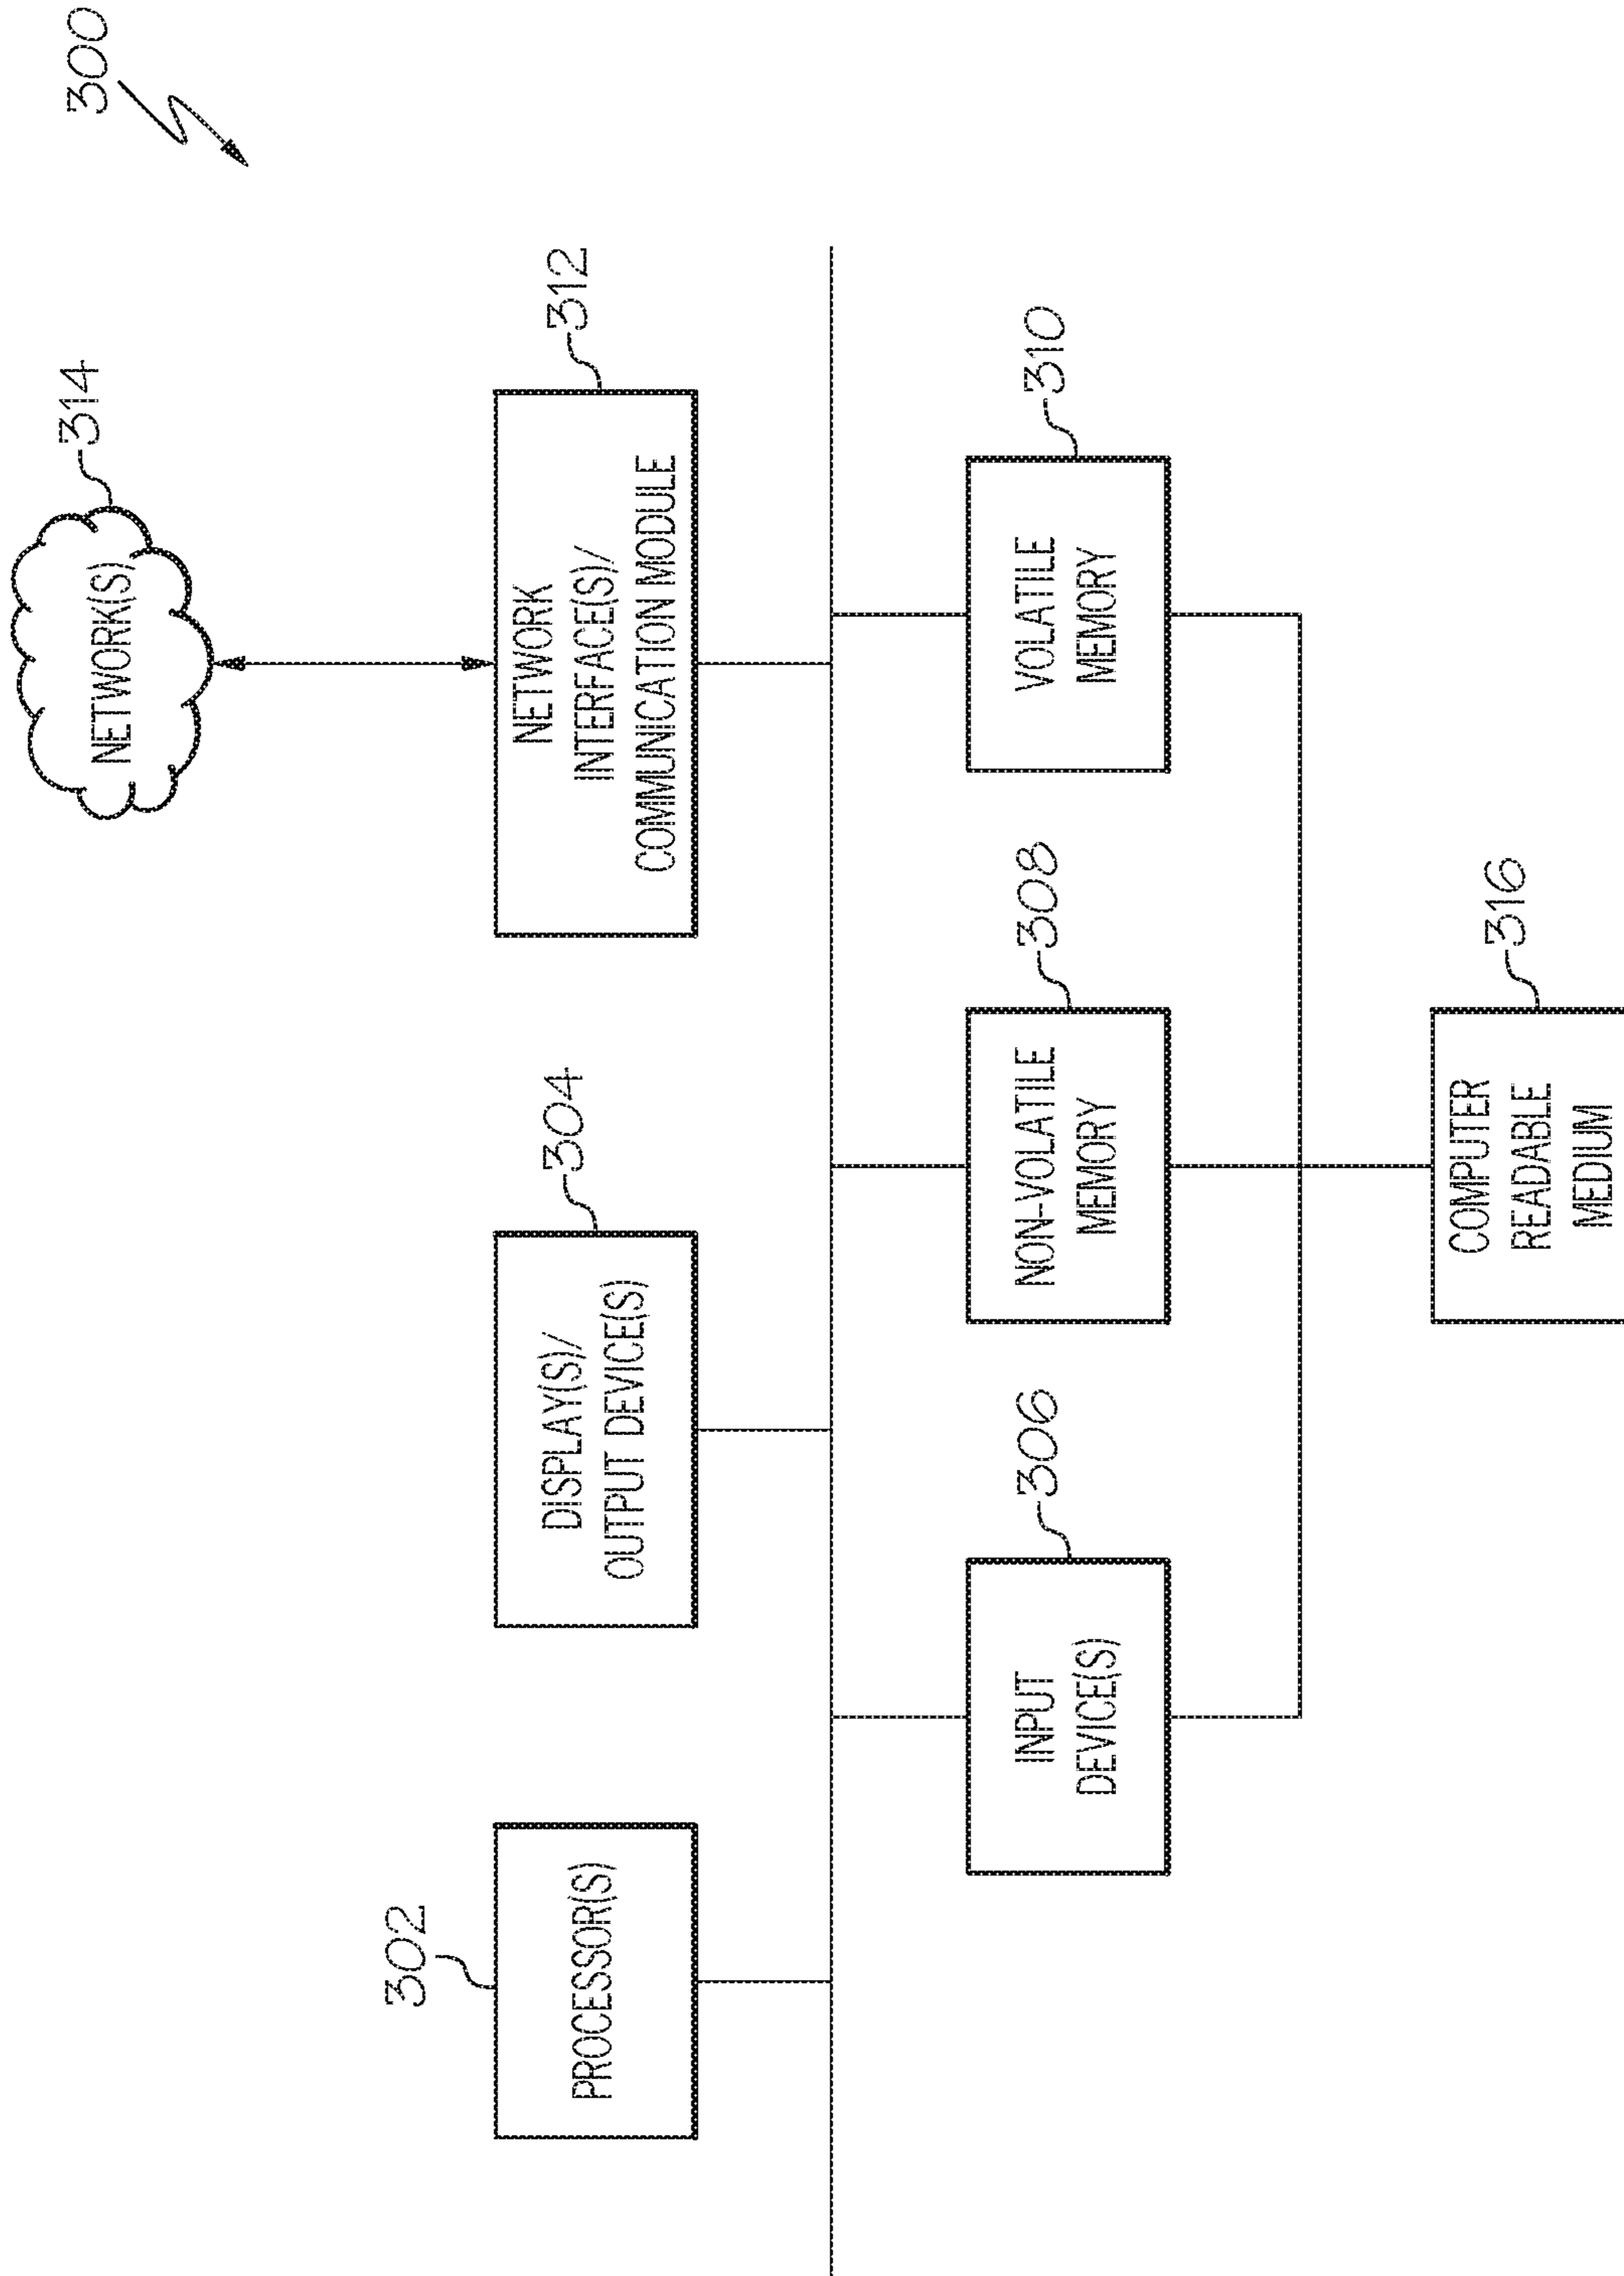 300
NETWORK(S)
314
302
PROCESSOR(S)
DISPLAY(S)/
OUTPUT DEVICE(S)
304
NETWORK
INTERFACE(S)/
COMMUNICATION MODULE
312
INPUT
DEVICE(S)
306
NON-VOLATILE
MEMORY
308
VOLATILE
MEMORY
310
COMPUTER
READABLE
MEDIUM
316